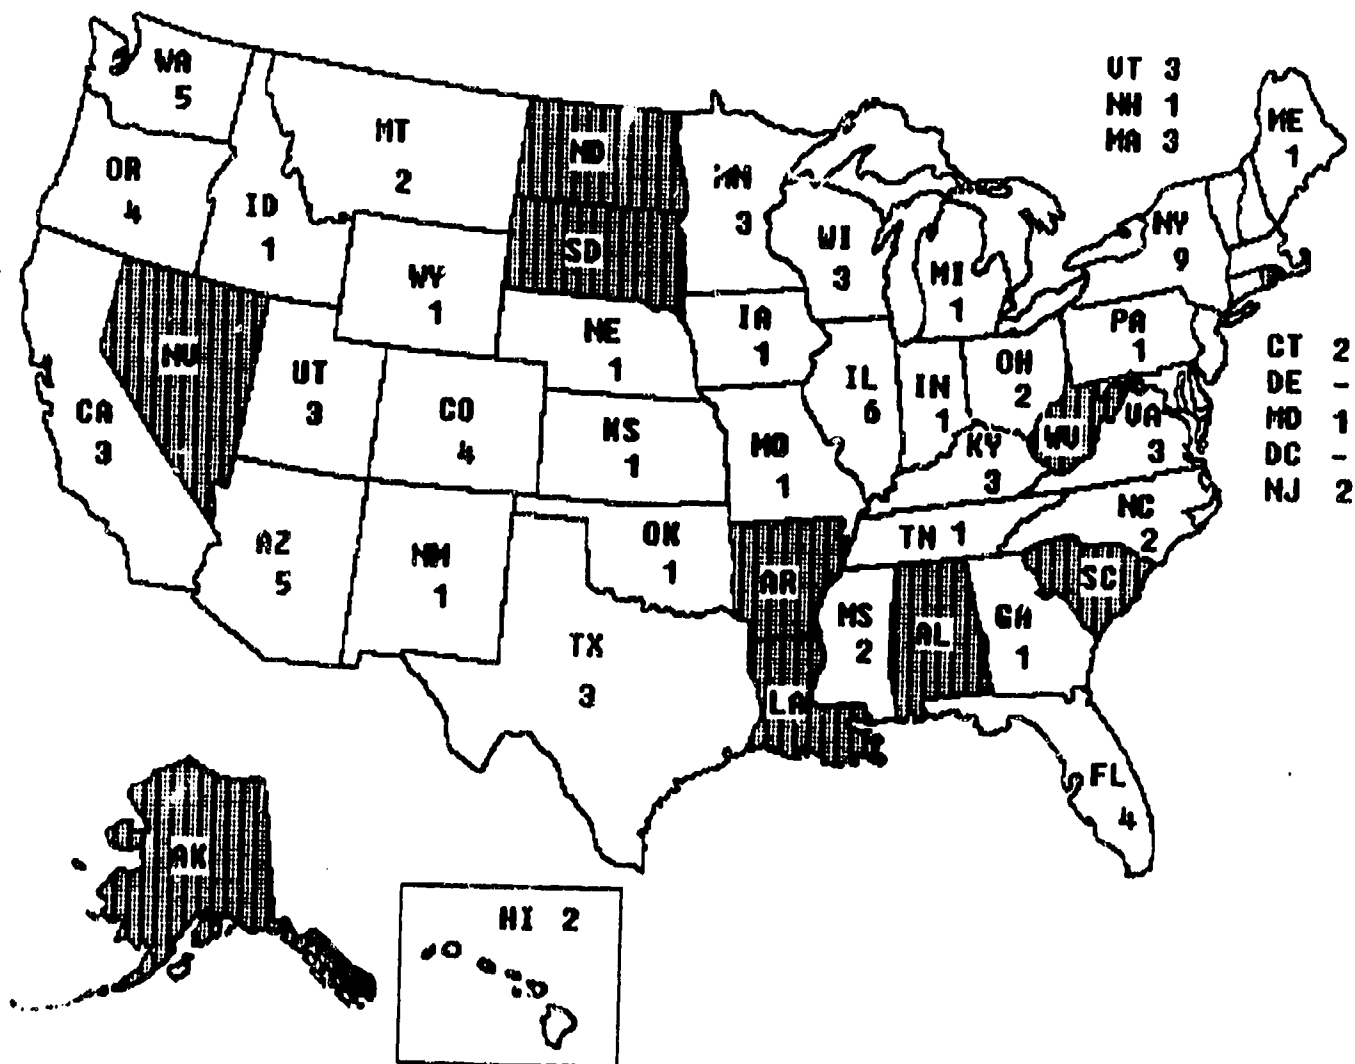 WA
5
OR
4
ID
1
MT
2
ND
SD
MN
3
WI
3
MI
1
NY
9
VT 3
NH 1
MA 3
ME
1
WY
1
NE
1
IA
1
IL
6
IN
1
OH
2
PA
1
CT 2
DE -
MD 1
DC -
NJ 2
NV
UT
3
CO
4
KS
1
MO
1
KY
3
WV
VA
3
CA
3
AZ
5
NM
1
OK
1
AR
TN 1
NC
2
SC
TX
3
LA
MS
2
AL
GA
1
FL
4
AK
HI 2